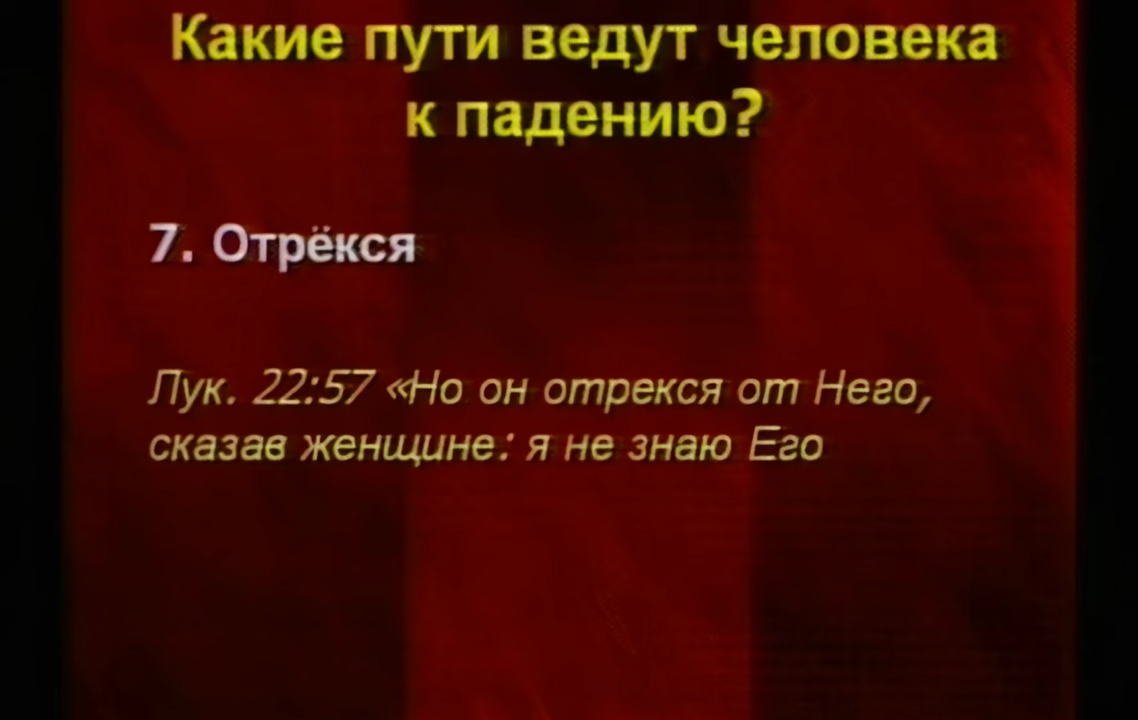 Какие пути ведут человека
к падению?
7. Отрёкся
Лук. 22:57 «Но он отрекся от Него,
сказав женщине: я не знаю Его